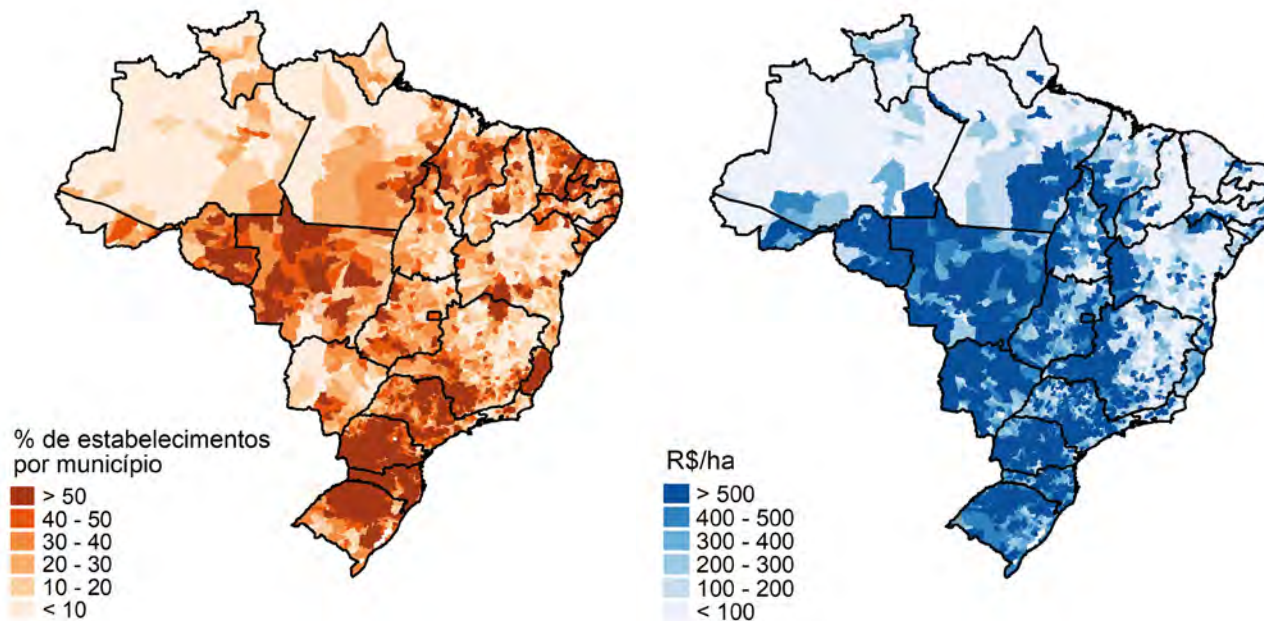 % de estabelecimentos
por município
> 50
40 - 50
30 - 40
20 - 30
10 - 20
< 10
R$/ha
> 500
400 - 500
300 - 400
200 - 300
100 - 200
< 100